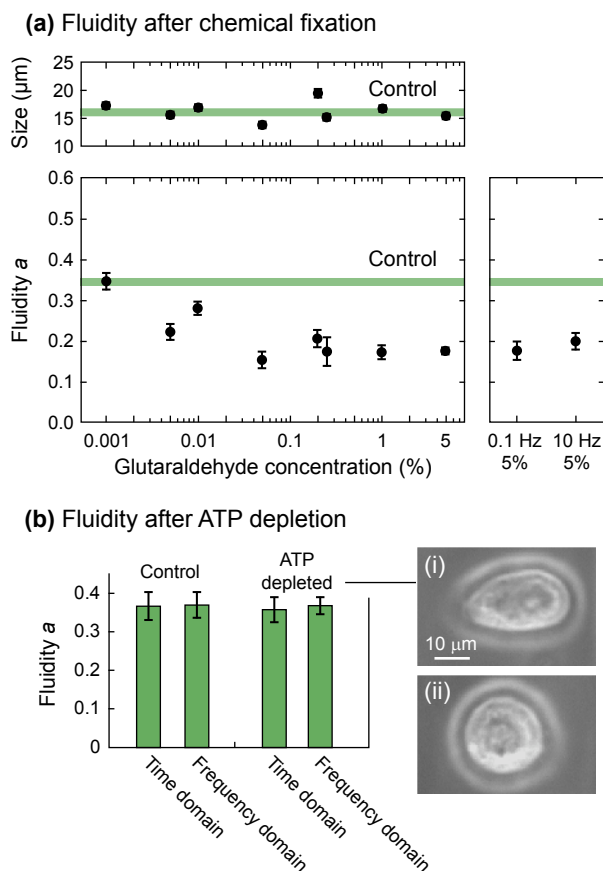 (a) Fluidity after chemical fixation
25
20
15
10
Size (μm)
Control
0.6
0.5
0.4
0.3
0.2
0.1
0.0
Fluidity a
Control
0.001 0.01 0.1 1 5
Glutaraldehyde concentration (%)
0.1 Hz 10 Hz
5% 5%
(b) Fluidity after ATP depletion
0.4
0.3
0.2
0.1
0
Fluidity a
Control
ATP
depleted
Time domain
Frequency domain
Time domain
Frequency domain
(i)
10 μm
(ii)